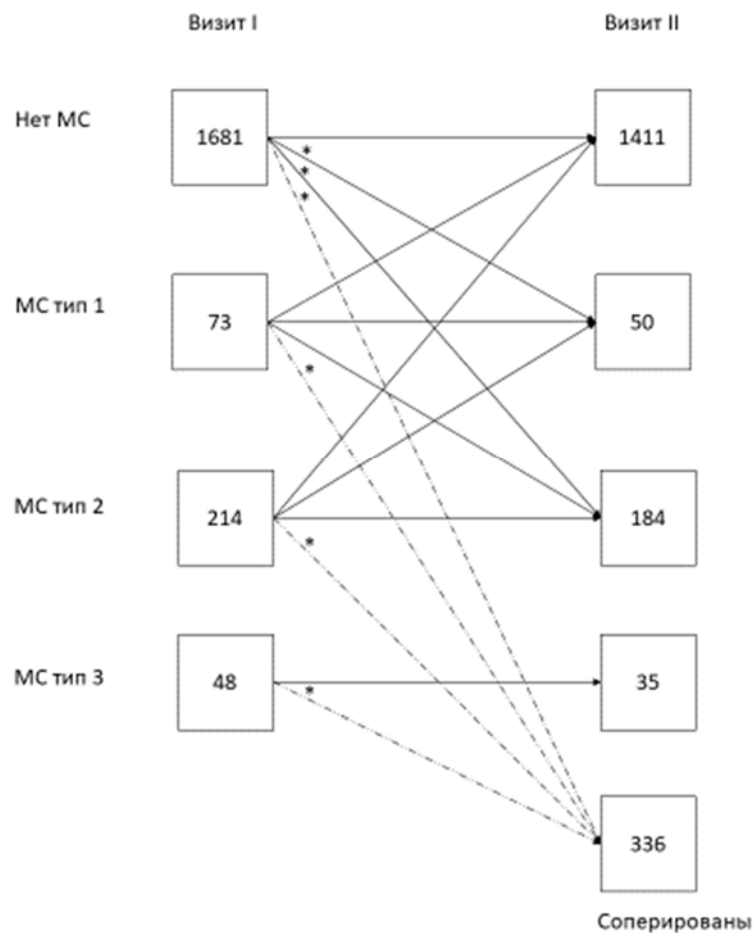 Визит I Визит II
Нет МС 1681 1411
*
*
*
МС тип 1 73 50
*
МС тип 2 214 184
*
МС тип 3 48 35
*
336
Соперированы